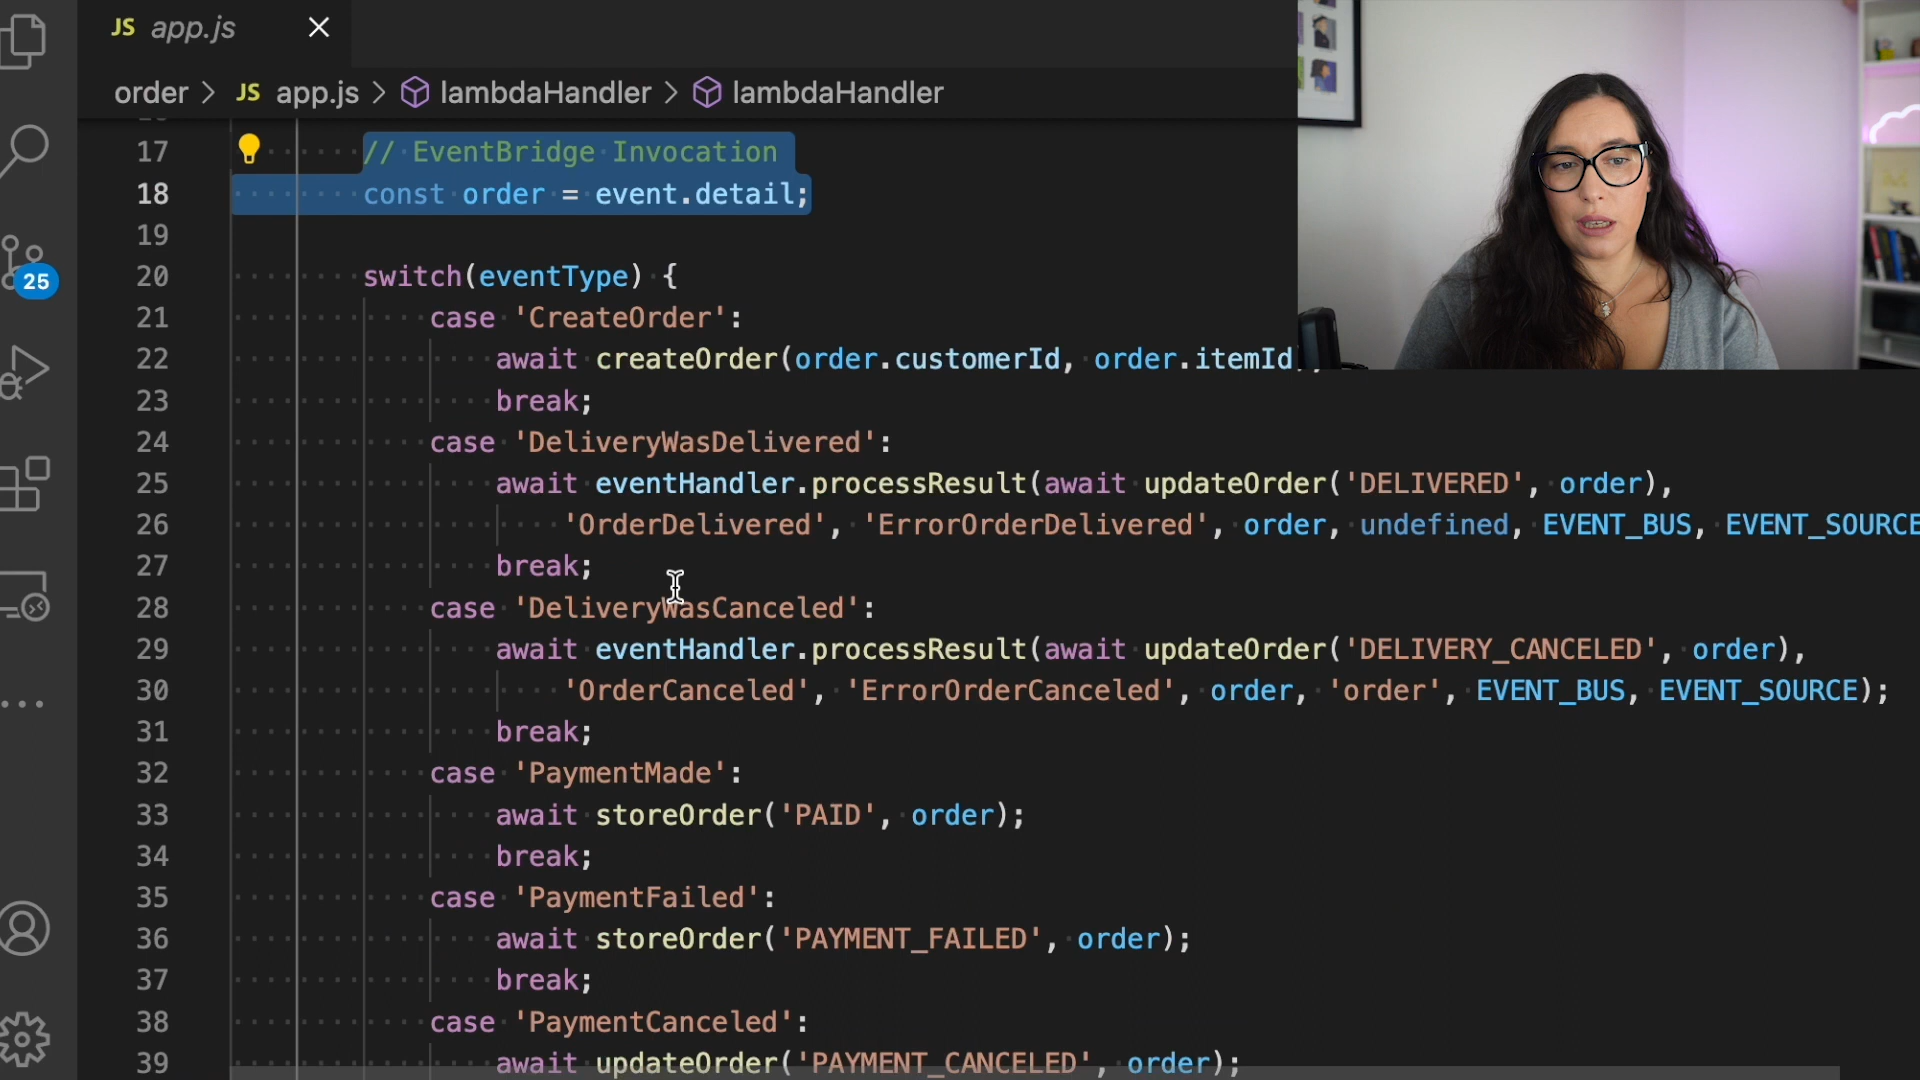 JS app.js
order > JS app.js > lambdaHandler > lambdaHandler
17 // EventBridge Invocation
18 const order = event.detail;
19
20 switch(eventType) {
21 case 'CreateOrder':
22 await createOrder(order.customerId, order.itemId
23 break;
24 case 'DeliveryWasDelivered':
25 await eventHandler.processResult(await updateOrder('DELIVERED', order),
26 'OrderDelivered', 'ErrorOrderDelivered', order, undefined, EVENT_BUS, EVENT_SOURCE
27 break;
28 case 'DeliveryWasCanceled':
29 await eventHandler.processResult(await updateOrder('DELIVERY_CANCELED', order),
30 'OrderCanceled', 'ErrorOrderCanceled', order, 'order', EVENT_BUS, EVENT_SOURCE);
31 break;
32 case 'PaymentMade':
33 await storeOrder('PAID', order);
34 break;
35 case 'PaymentFailed':
36 await storeOrder('PAYMENT_FAILED', order);
37 break;
38 case 'PaymentCanceled':
39 await updateOrder('PAYMENT_CANCELED', order);
25